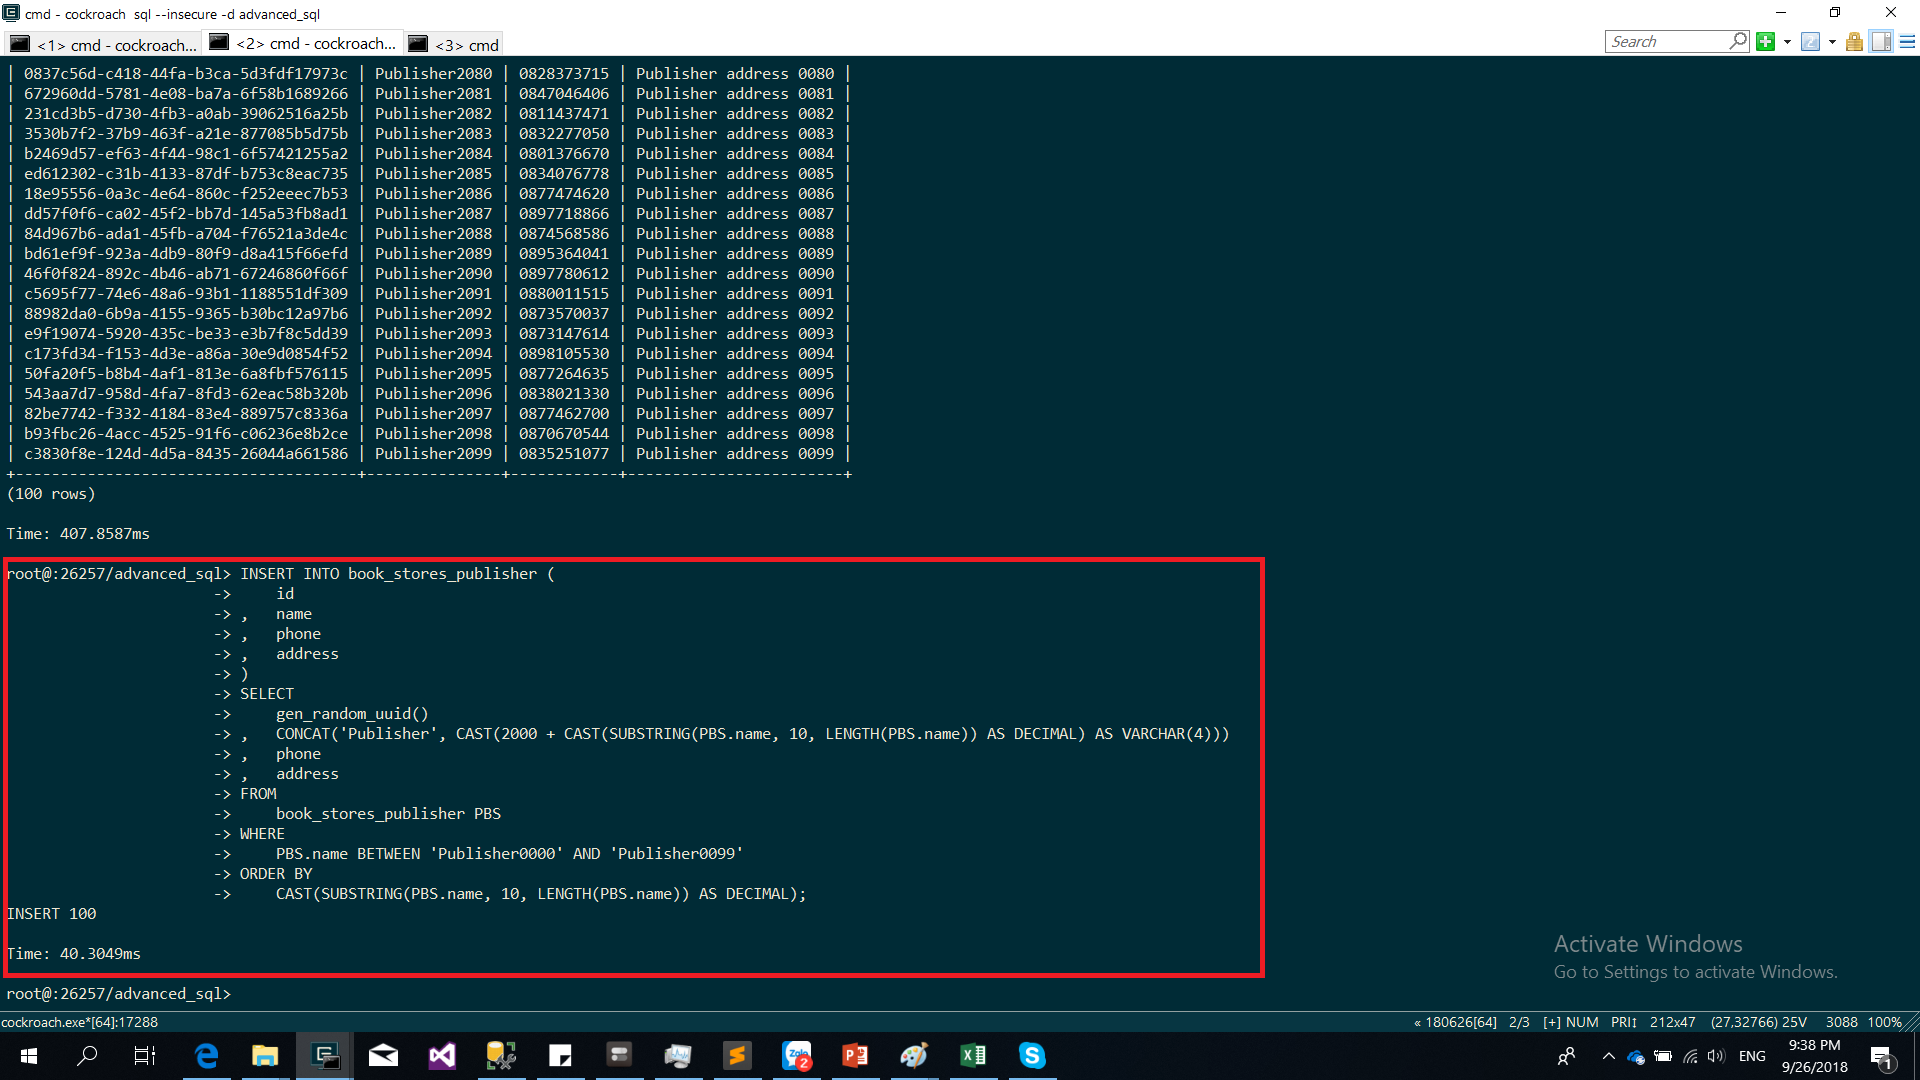 cmd - cockroach  sql --insecure -d advanced_sql
<1> cmd - cockroach... <2> cmd - cockroach... <3> cmd Search
| 0837c56d-c418-44fa-b3ca-5d3fdf17973c | Publisher2080 | 0828373715 | Publisher address 0080 |
| 672960dd-5781-4e08-ba7a-6f58b1689266 | Publisher2081 | 0847046406 | Publisher address 0081 |
| 231cd3b5-d730-4fb3-a0ab-39062516a25b | Publisher2082 | 0811437471 | Publisher address 0082 |
| 3530b7f2-37b9-463f-a21e-877085b5d75b | Publisher2083 | 0832277050 | Publisher address 0083 |
| b2469d57-ef63-4f44-98c1-6f57421255a2 | Publisher2084 | 0801376670 | Publisher address 0084 |
| ed612302-c31b-4133-87df-b753c8eac735 | Publisher2085 | 0834076778 | Publisher address 0085 |
| 18e95556-0a3c-4e64-860c-f252eeec7b53 | Publisher2086 | 0877474620 | Publisher address 0086 |
| dd57f0f6-ca02-45f2-bb7d-145a53fb8ad1 | Publisher2087 | 0897718866 | Publisher address 0087 |
| 84d967b6-ada1-45fb-a704-f76521a3de4c | Publisher2088 | 0874568586 | Publisher address 0088 |
| bd61ef9f-923a-4db9-80f9-d8a415f66efd | Publisher2089 | 0895364041 | Publisher address 0089 |
| 46f0f824-892c-4b46-ab71-67246860f66f | Publisher2090 | 0897780612 | Publisher address 0090 |
| c5695f77-74e6-48a6-93b1-1188551df309 | Publisher2091 | 0880011515 | Publisher address 0091 |
| 88982da0-6b9a-4155-9365-b30bc12a97b6 | Publisher2092 | 0873570037 | Publisher address 0092 |
| e9f19074-5920-435c-be33-e3b7f8c5dd39 | Publisher2093 | 0873147614 | Publisher address 0093 |
| c173fd34-f153-4d3e-a86a-30e9d0854f52 | Publisher2094 | 0898105530 | Publisher address 0094 |
| 50fa20f5-b8b4-4af1-813e-6a8fbf576115 | Publisher2095 | 0877264635 | Publisher address 0095 |
| 543aa7d7-958d-4fa7-8fd3-62eac58b320b | Publisher2096 | 0838021330 | Publisher address 0096 |
| 82be7742-f332-4184-83e4-889757c8336a | Publisher2097 | 0877462700 | Publisher address 0097 |
| b93fbc26-4acc-4525-91f6-c06236e8b2ce | Publisher2098 | 0870670544 | Publisher address 0098 |
| c3830f8e-124d-4d5a-8435-26044a661586 | Publisher2099 | 0835251077 | Publisher address 0099 |
+--------------------------------------+---------------+------------+------------------------+
(100 rows)
Time: 407.8587ms
root@:26257/advanced_sql> INSERT INTO book_stores_publisher (
                       ->     id
                       -> ,   name
                       -> ,   phone
                       -> ,   address
                       -> )
                       -> SELECT
                       ->     gen_random_uuid()
                       -> ,   CONCAT('Publisher', CAST(2000 + CAST(SUBSTRING(PBS.name, 10, LENGTH(PBS.name)) AS DECIMAL) AS VARCHAR(4)))
                       -> ,   phone
                       -> ,   address
                       -> FROM
                       ->     book_stores_publisher PBS
                       -> WHERE
                       ->     PBS.name BETWEEN 'Publisher0000' AND 'Publisher0099'
                       -> ORDER BY
                       ->     CAST(SUBSTRING(PBS.name, 10, LENGTH(PBS.name)) AS DECIMAL);
INSERT 100
Time: 40.3049ms
root@:26257/advanced_sql>
Activate Windows
Go to Settings to activate Windows.
cockroach.exe*[64]:17288 « 180626[64] 2/3 [+] NUM PRI↕ 212x47 (27,32766) 25V 3088 100%
Zalo 2
ENG 9:38 PM
9/26/2018 1